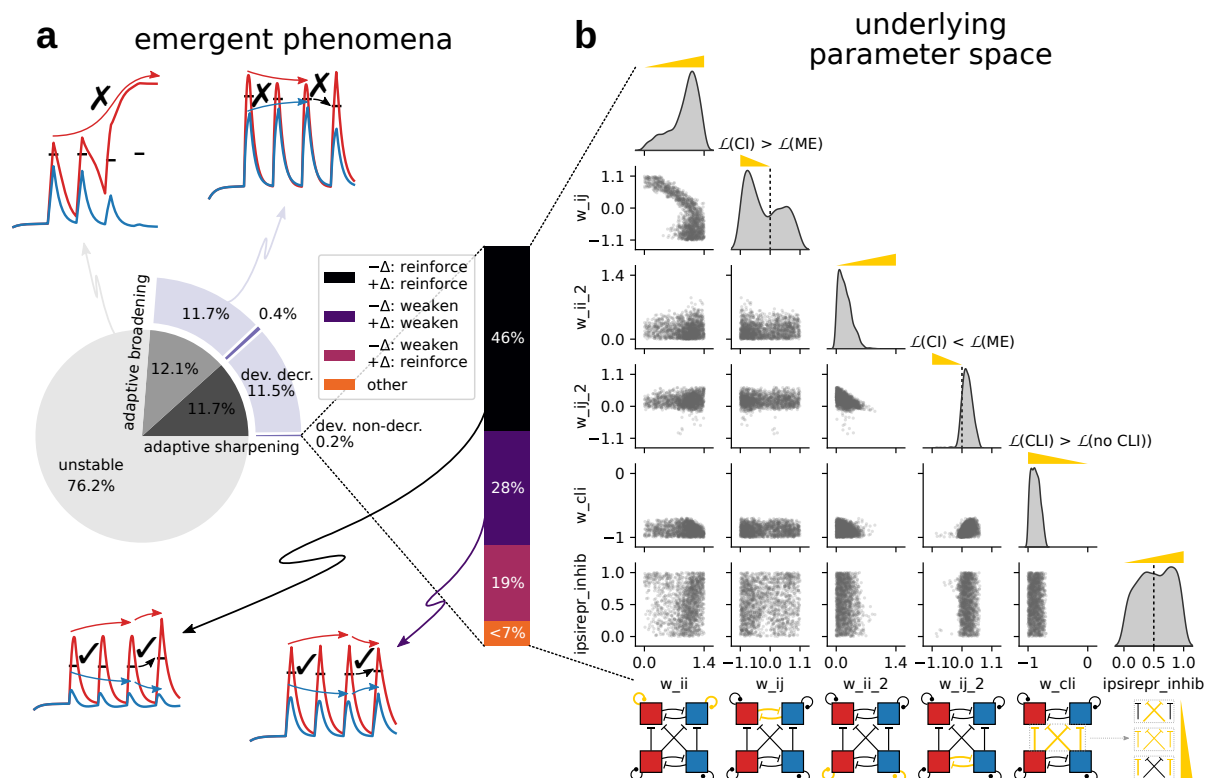 a
emergent phenomena
✗
✗
✗
adaptive broadening
11.7%
0.4%
12.1%
dev. decr.
11.5%
11.7%
adaptive sharpening
dev. non-decr.
0.2%
unstable
76.2%
−Δ: reinforce
+Δ: reinforce
−Δ: weaken
+Δ: weaken
−Δ: weaken
+Δ: reinforce
other
46%
28%
19%
<7%
✓
✓
✓
✓
b
underlying
parameter space
ℒ(CI) > ℒ(ME)
w_ij
1.1
0.0
−1.1
w_ii_2
1.4
0.0
ℒ(CI) < ℒ(ME)
w_ij_2
1.1
0.0
−1.1
ℒ(CLI) > ℒ(no CLI))
w_cli
0
−1
ipsirepr_inhib
1.0
0.5
0.0
0.0 1.4
−1.1 0.0 1.1
0.0 1.4
−1.1 0.0 1.1
−1 0
0.0 0.5 1.0
w_ii w_ij w_ii_2 w_ij_2 w_cli ipsirepr_inhib